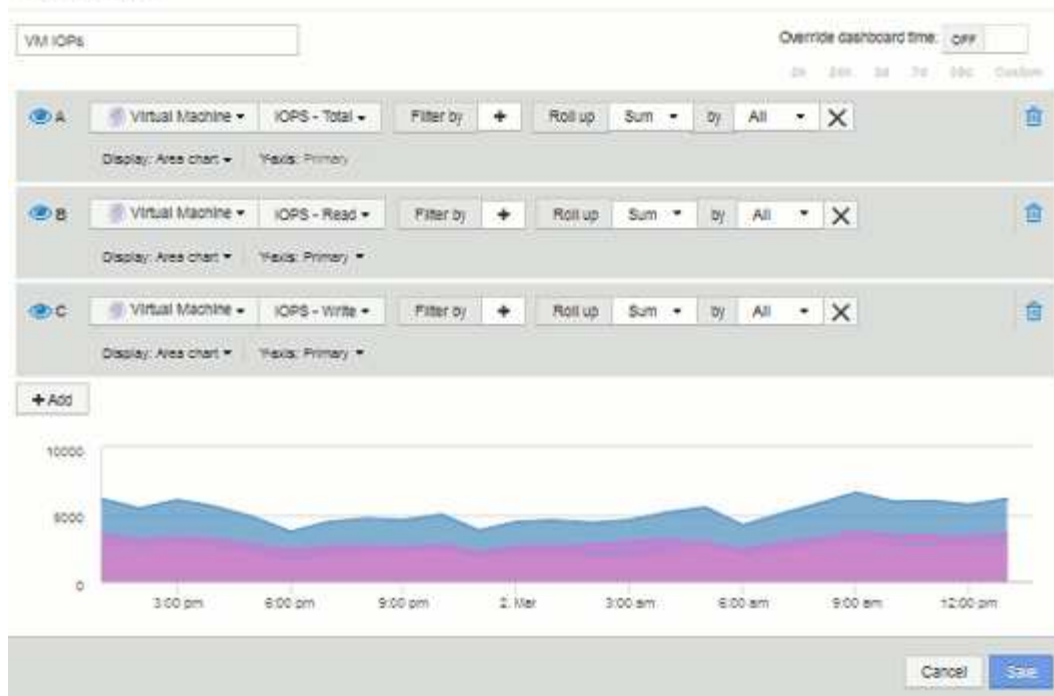 VM IOPs
Override dashboard time: OFF
3d 7d Custom
A Virtual Machine IOPS - Total Filter by + Roll up Sum by All X
Display: Area chart Y-axis: Primary
B Virtual Machine IOPS - Read Filter by + Roll up Sum by All X
Display: Area chart Y-axis: Primary
C Virtual Machine IOPS - Write Filter by + Roll up Sum by All X
Display: Area chart Y-axis: Primary
+ Add
10000
5000
0
3:00 pm 6:00 pm 9:00 pm 2. Mar 3:00 am 6:00 am 9:00 am 12:00 pm
Cancel Save